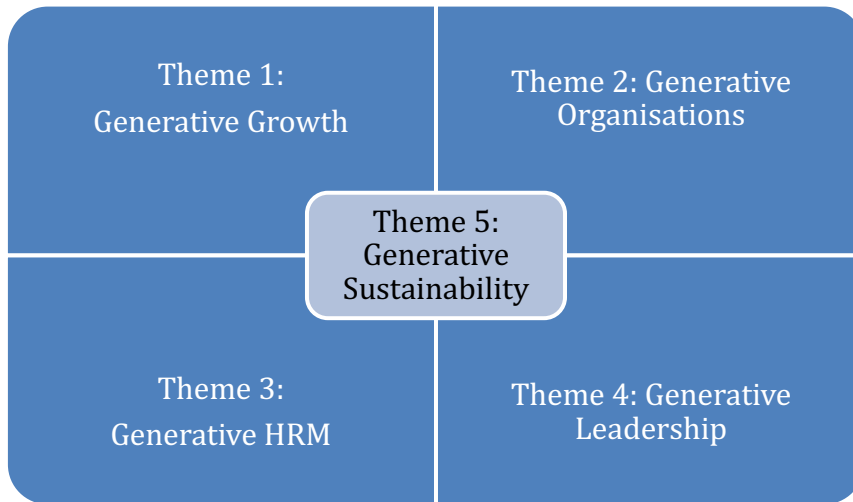 Theme 1:
Generative Growth
Theme 2: Generative
Organisations
Theme 5:
Generative
Sustainability
Theme 3:
Generative HRM
Theme 4: Generative
Leadership